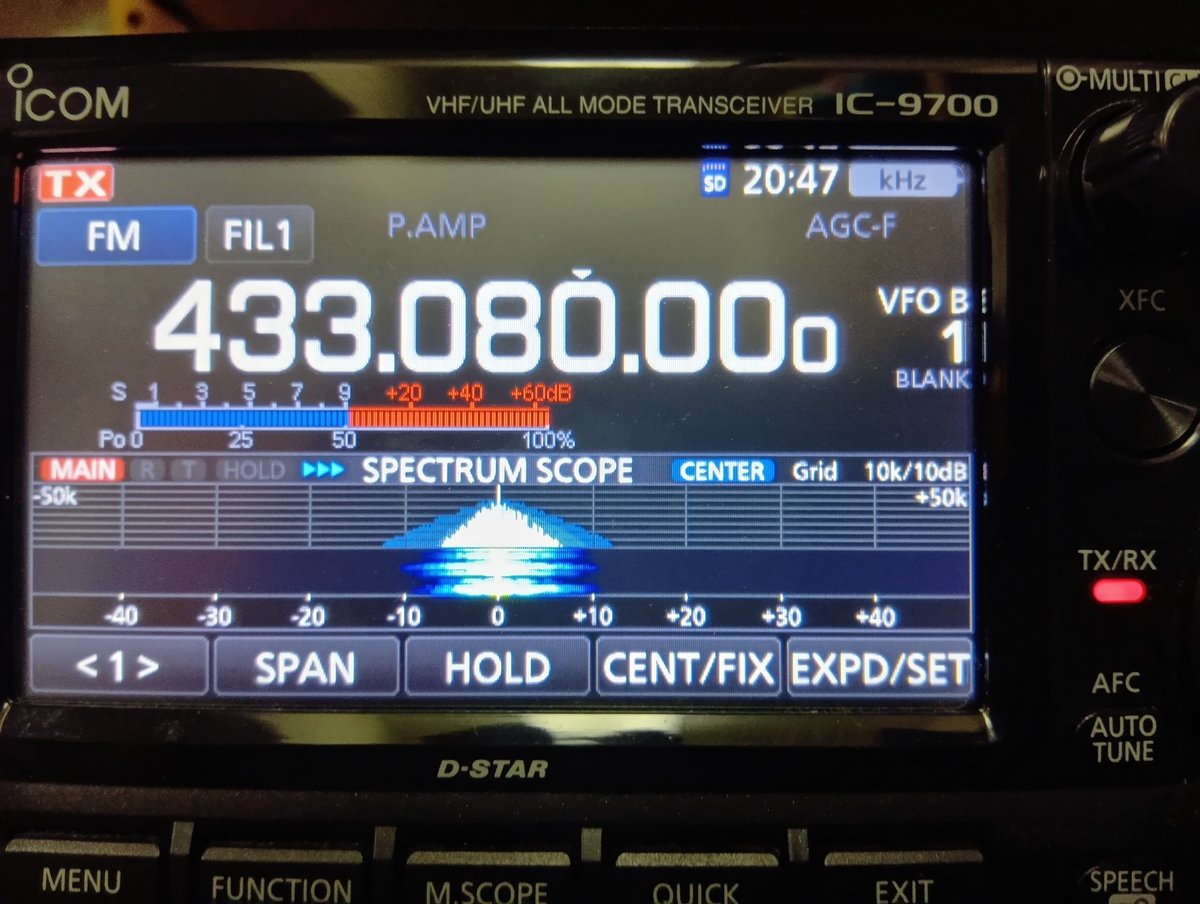 ICOM VHF/UHF ALL MODE TRANSCEIVER IC-9700
MULTI
TX SD 20:47 kHz
FM FIL1 P.AMP AGC-F
433.080.000
VFO B
1
BLANK
XFC
S 1 3 5 7 9 +20 +40 +60dB
Po 0 25 50 100%
MAIN R T HOLD SPECTRUM SCOPE CENTER Grid 10k/10dB
-50k +50k
-40 -30 -20 -10 0 +10 +20 +30 +40
<1> SPAN HOLD CENT/FIX EXPD/SET
TX/RX
AFC
AUTO
TUNE
D-STAR
MENU FUNCTION M.SCOPE QUICK EXIT SPEECH